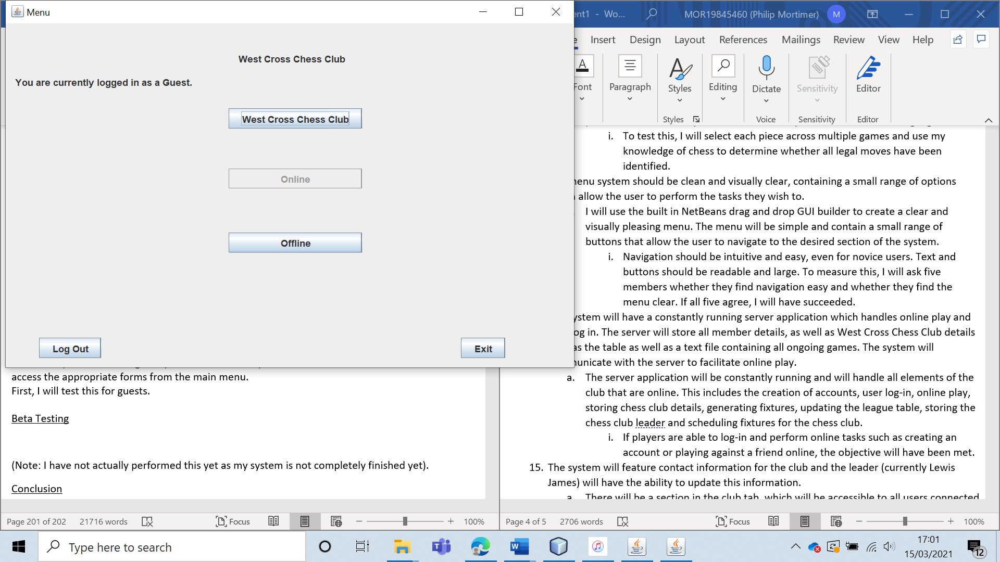 Menu
West Cross Chess Club
You are currently logged in as a Guest.
West Cross Chess Club
Online
Offline
Log Out
Exit
access the appropriate forms from the main menu.
First, I will test this for guests.
Beta Testing
(Note: I have not actually performed this yet as my system is not completely finished yet).
Conclusion
Page 201 of 202 21716 words Focus 100%
- Wo... MOR19845460 (Philip Mortimer) M
Insert Design Layout References Mailings Review View Help
Font Paragraph Styles Editing Dictate Sensitivity Editor
Styles Voice Sensitivity Editor
i. To test this, I will select each piece across multiple games and use my
knowledge of chess to determine whether all legal moves have been
identified.
menu system should be clean and visually clear, containing a small range of options
allow the user to perform the tasks they wish to.
I will use the built in NetBeans drag and drop GUI builder to create a clear and
visually pleasing menu. The menu will be simple and contain a small range of
buttons that allow the user to navigate to the desired section of the system.
i. Navigation should be intuitive and easy, even for novice users. Text and
buttons should be readable and large. To measure this, I will ask five
members whether they find navigation easy and whether they find the
menu clear. If all five agree, I will have succeeded.
ystem will have a constantly running server application which handles online play and
og in. The server will store all member details, as well as West Cross Chess Club details
as the table as well as a text file containing all ongoing games. The system will
municate with the server to facilitate online play.
a. The server application will be constantly running and will handle all elements of the
club that are online. This includes the creation of accounts, user log-in, online play,
storing chess club details, generating fixtures, updating the league table, storing the
chess club leader and scheduling fixtures for the chess club.
i. If players are able to log-in and perform online tasks such as creating an
account or playing against a friend online, the objective will have been met.
15. The system will feature contact information for the club and the leader (currently Lewis
James) will have the ability to update this information.
a. There will be a section in the club tab, which will be accessible to all users connected
Page 4 of 5 2706 words Focus 100%
Type here to search
17:01
15/03/2021
12